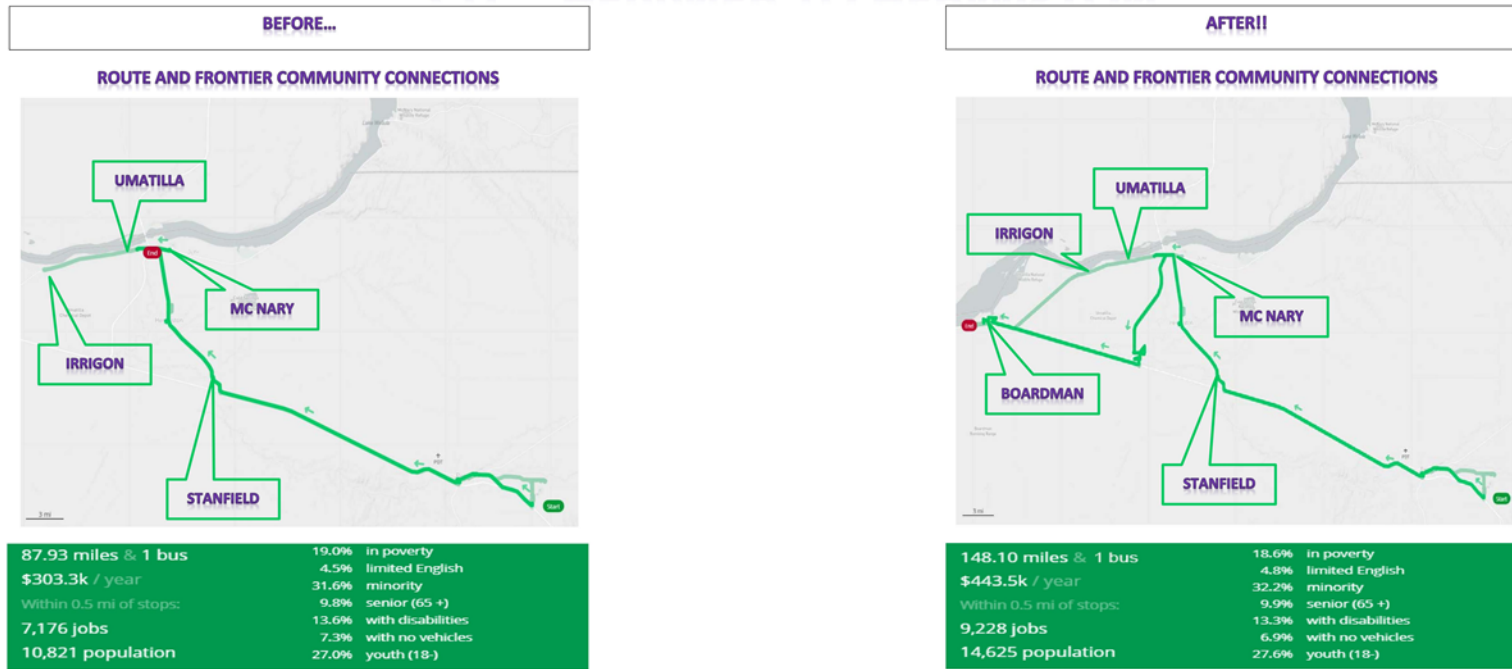 BEFORE...
ROUTE AND FRONTIER COMMUNITY CONNECTIONS
UMATILLA
End
MC NARY
IRRIGON
STANFIELD
PDT
Start
3 mi
87.93 miles & 1 bus
$303.3k / year
Within 0.5 mi of stops:
7,176 jobs
10,821 population
19.0% in poverty
4.5% limited English
31.6% minority
9.8% senior (65 +)
13.6% with disabilities
7.3% with no vehicles
27.0% youth (18-)
AFTER!!
ROUTE AND FRONTIER COMMUNITY CONNECTIONS
UMATILLA
IRRIGON
MC NARY
End
BOARDMAN
STANFIELD
PDT
Start
3 mi
148.10 miles & 1 bus
$443.5k / year
Within 0.5 mi of stops:
9,228 jobs
14,625 population
18.6% in poverty
4.8% limited English
32.2% minority
9.9% senior (65 +)
13.3% with disabilities
6.9% with no vehicles
27.6% youth (18-)